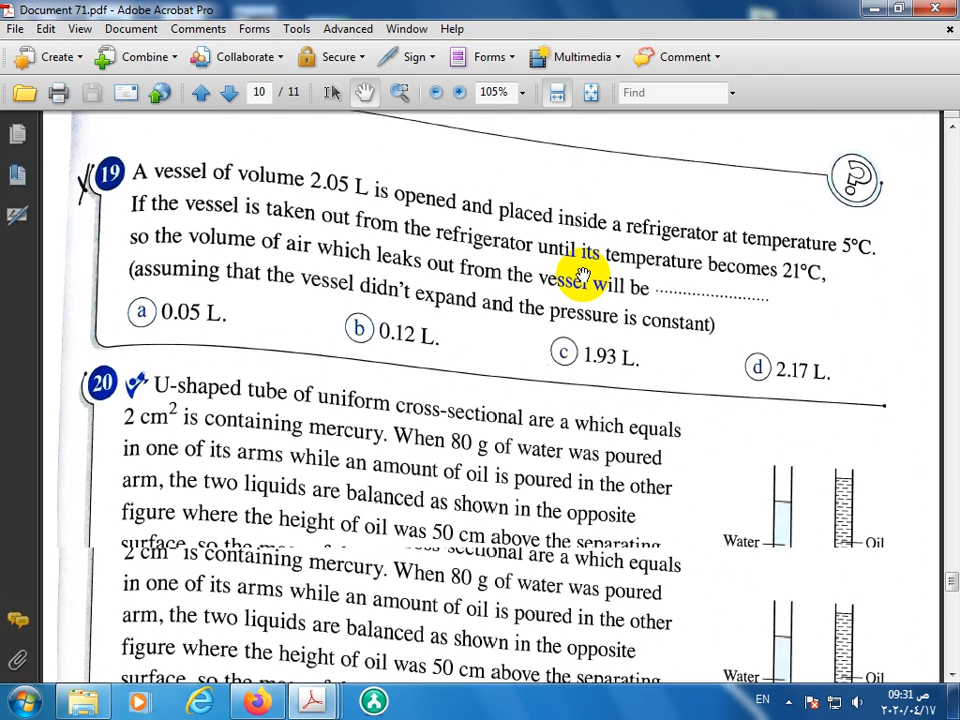 Document 71.pdf - Adobe Acrobat Pro
File Edit View Document Comments Forms Tools Advanced Window Help
Create Combine Collaborate Secure Sign Forms Multimedia Comment
10 / 11 105% Find
19 A vessel of volume 2.05 L is opened and placed inside a refrigerator at temperature 5°C.
If the vessel is taken out from the refrigerator until its temperature becomes 21°C,
so the volume of air which leaks out from the vessel will be ........................
(assuming that the vessel didn't expand and the pressure is constant)
a 0.05 L. b 0.12 L. c 1.93 L. d 2.17 L.
20 U-shaped tube of uniform cross-sectional are a which equals
2 cm² is containing mercury. When 80 g of water was poured
in one of its arms while an amount of oil is poured in the other
arm, the two liquids are balanced as shown in the opposite
figure where the height of oil was 50 cm above the separating
Water Oil
2 cm² is containing mercury. When 80 g of water was poured
in one of its arms while an amount of oil is poured in the other
arm, the two liquids are balanced as shown in the opposite
figure where the height of oil was 50 cm above the separating
Water Oil
EN
09:31 ص
٢٠٢٠/٠٤/١٧